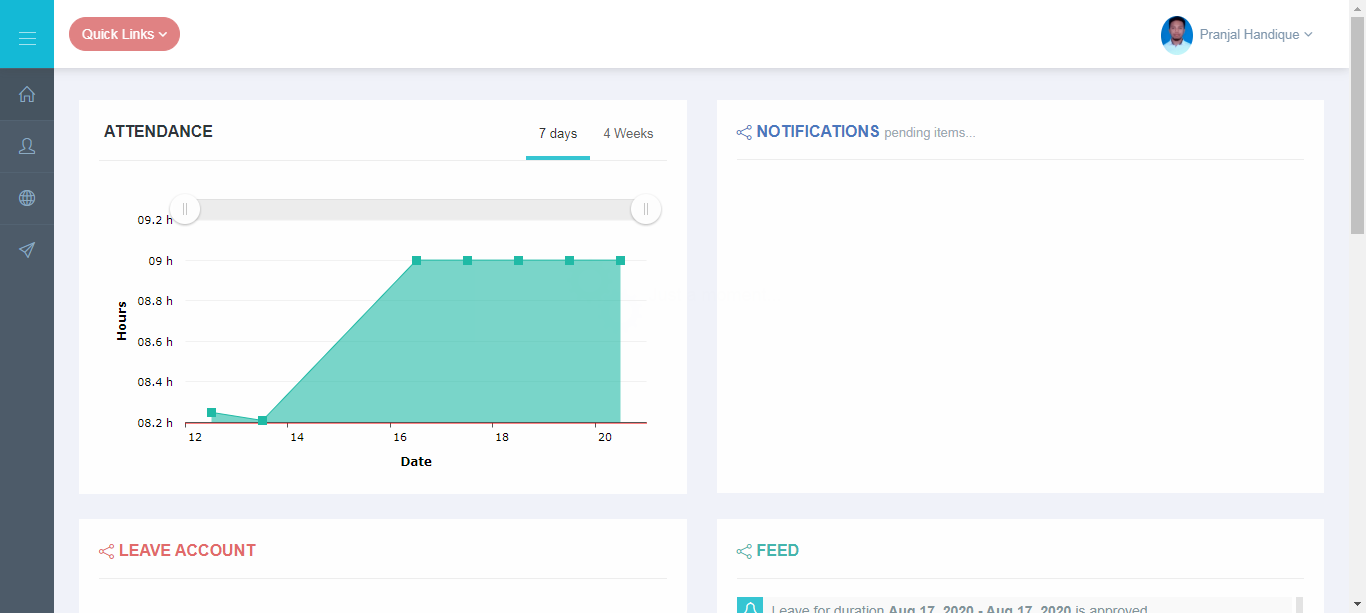 Quick Links
Pranjal Handique
ATTENDANCE
7 days
4 Weeks
09.2 h
09 h
08.8 h
08.6 h
08.4 h
08.2 h
Hours
12 14 16 18 20
Date
NOTIFICATIONS pending items...
LEAVE ACCOUNT
FEED
Leave for duration Aug 17, 2020 - Aug 17, 2020 is approved